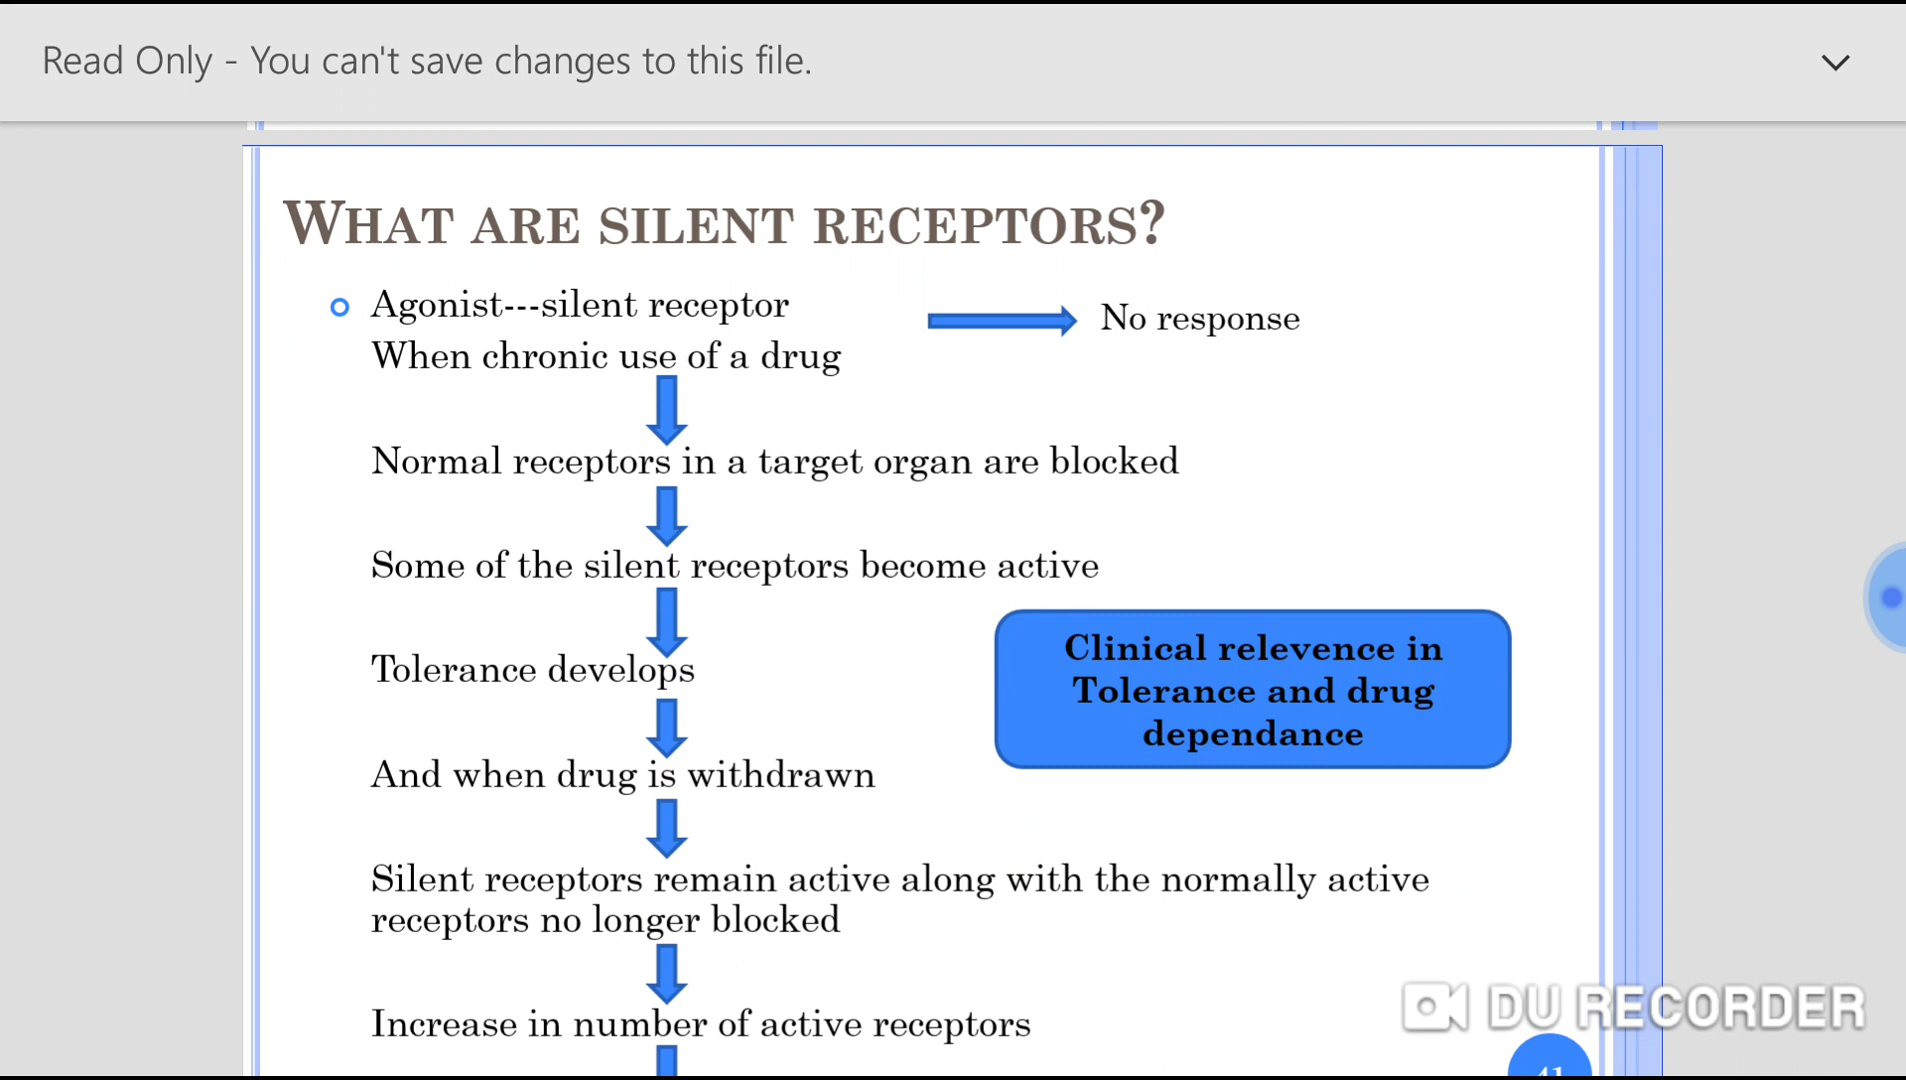 Read Only - You can't save changes to this file.
WHAT ARE SILENT RECEPTORS?
Agonist---silent receptor
No response
When chronic use of a drug
Normal receptors in a target organ are blocked
Some of the silent receptors become active
Clinical relevence in
Tolerance and drug
dependance
Tolerance develops
And when drug is withdrawn
Silent receptors remain active along with the normally active
receptors no longer blocked
Increase in number of active receptors
DU RECORDER
41